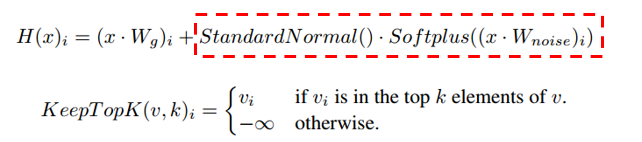 H(x)_i = (x · W_g)_i + StandardNormal() · Softplus((x · W_noise)_i)
KeepTopK(v, k)_i = { v_i if v_i is in the top k elements of v.
−∞ otherwise.